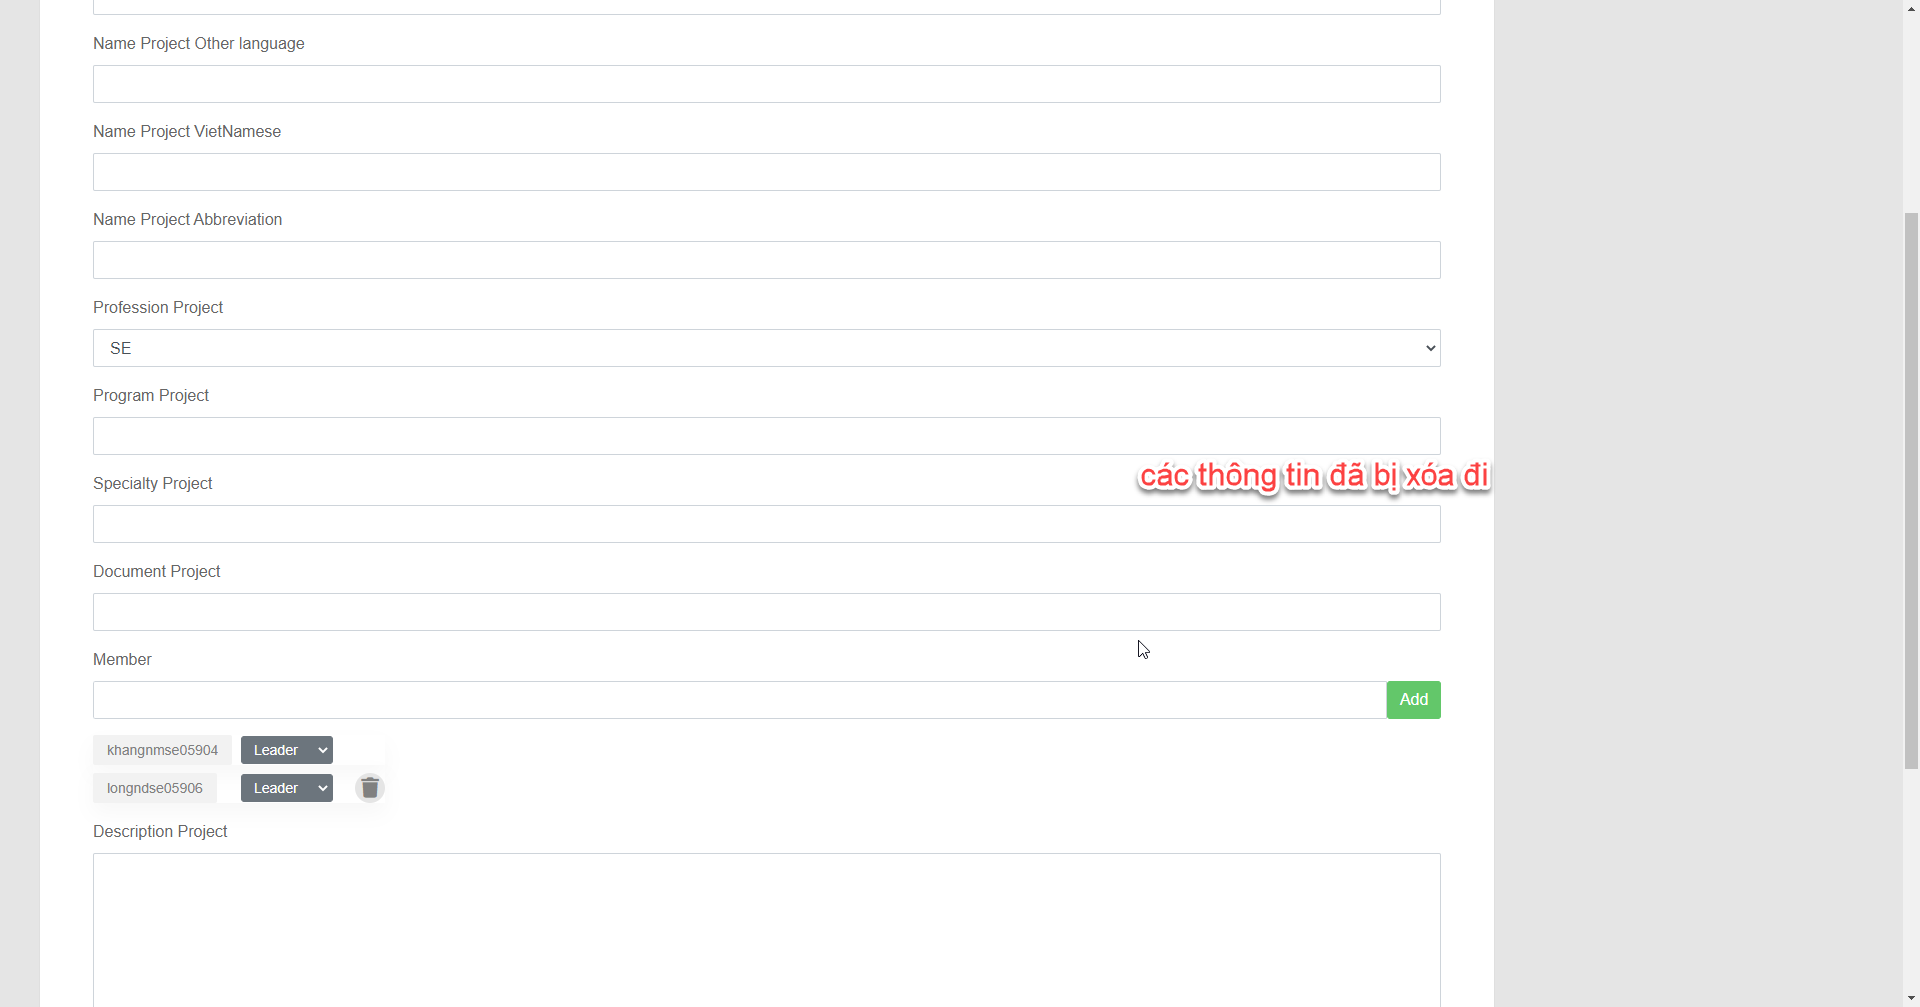 Name Project Other language
Name Project VietNamese
Name Project Abbreviation
Profession Project
SE
Program Project
các thông tin đã bị xóa đi
Specialty Project
Document Project
Member
Add
khangnmse05904 Leader
longndse05906 Leader
Description Project